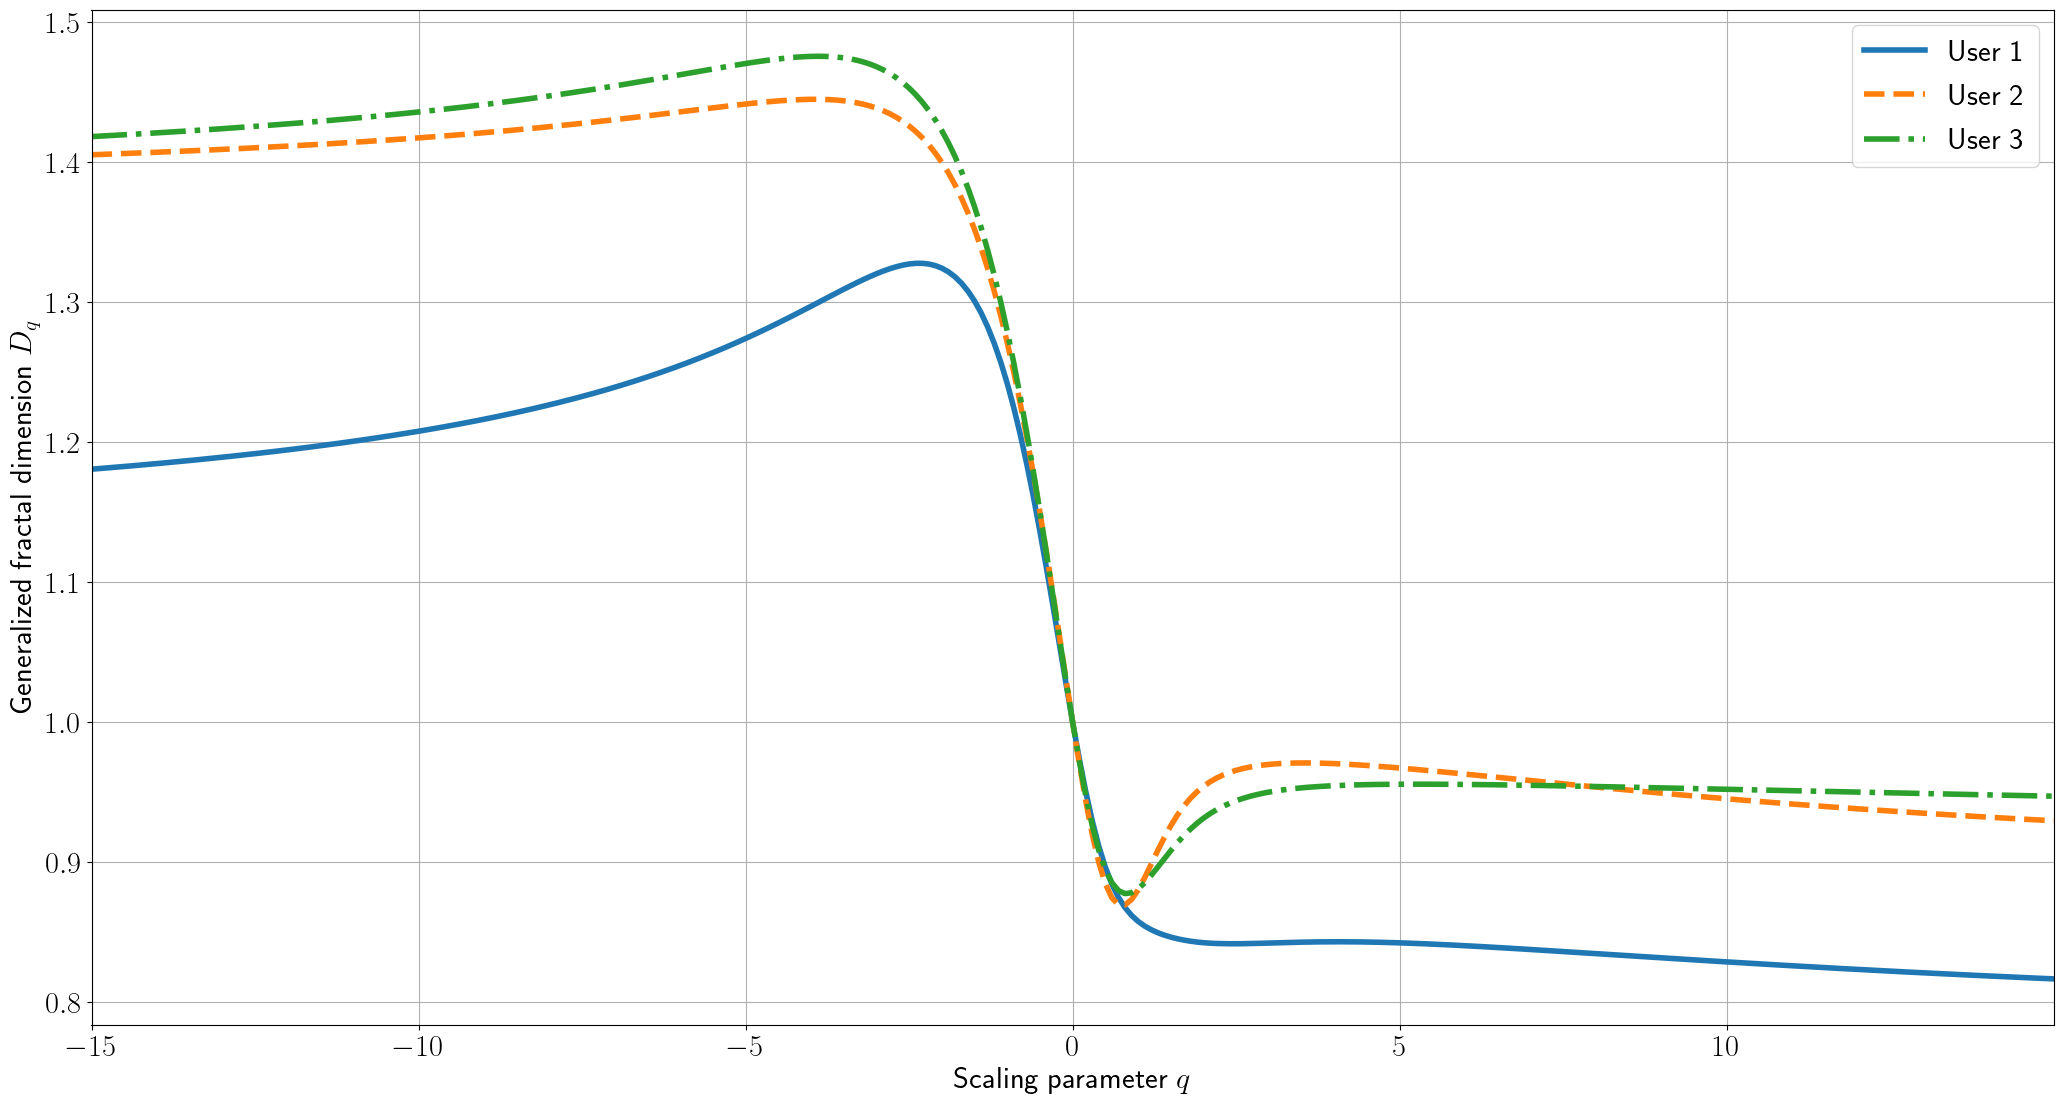 1.5
1.4
1.3
1.2
1.1
1.0
0.9
0.8
Generalized fractal dimension D_q
User 1
User 2
User 3
−15 −10 −5 0 5 10
Scaling parameter q